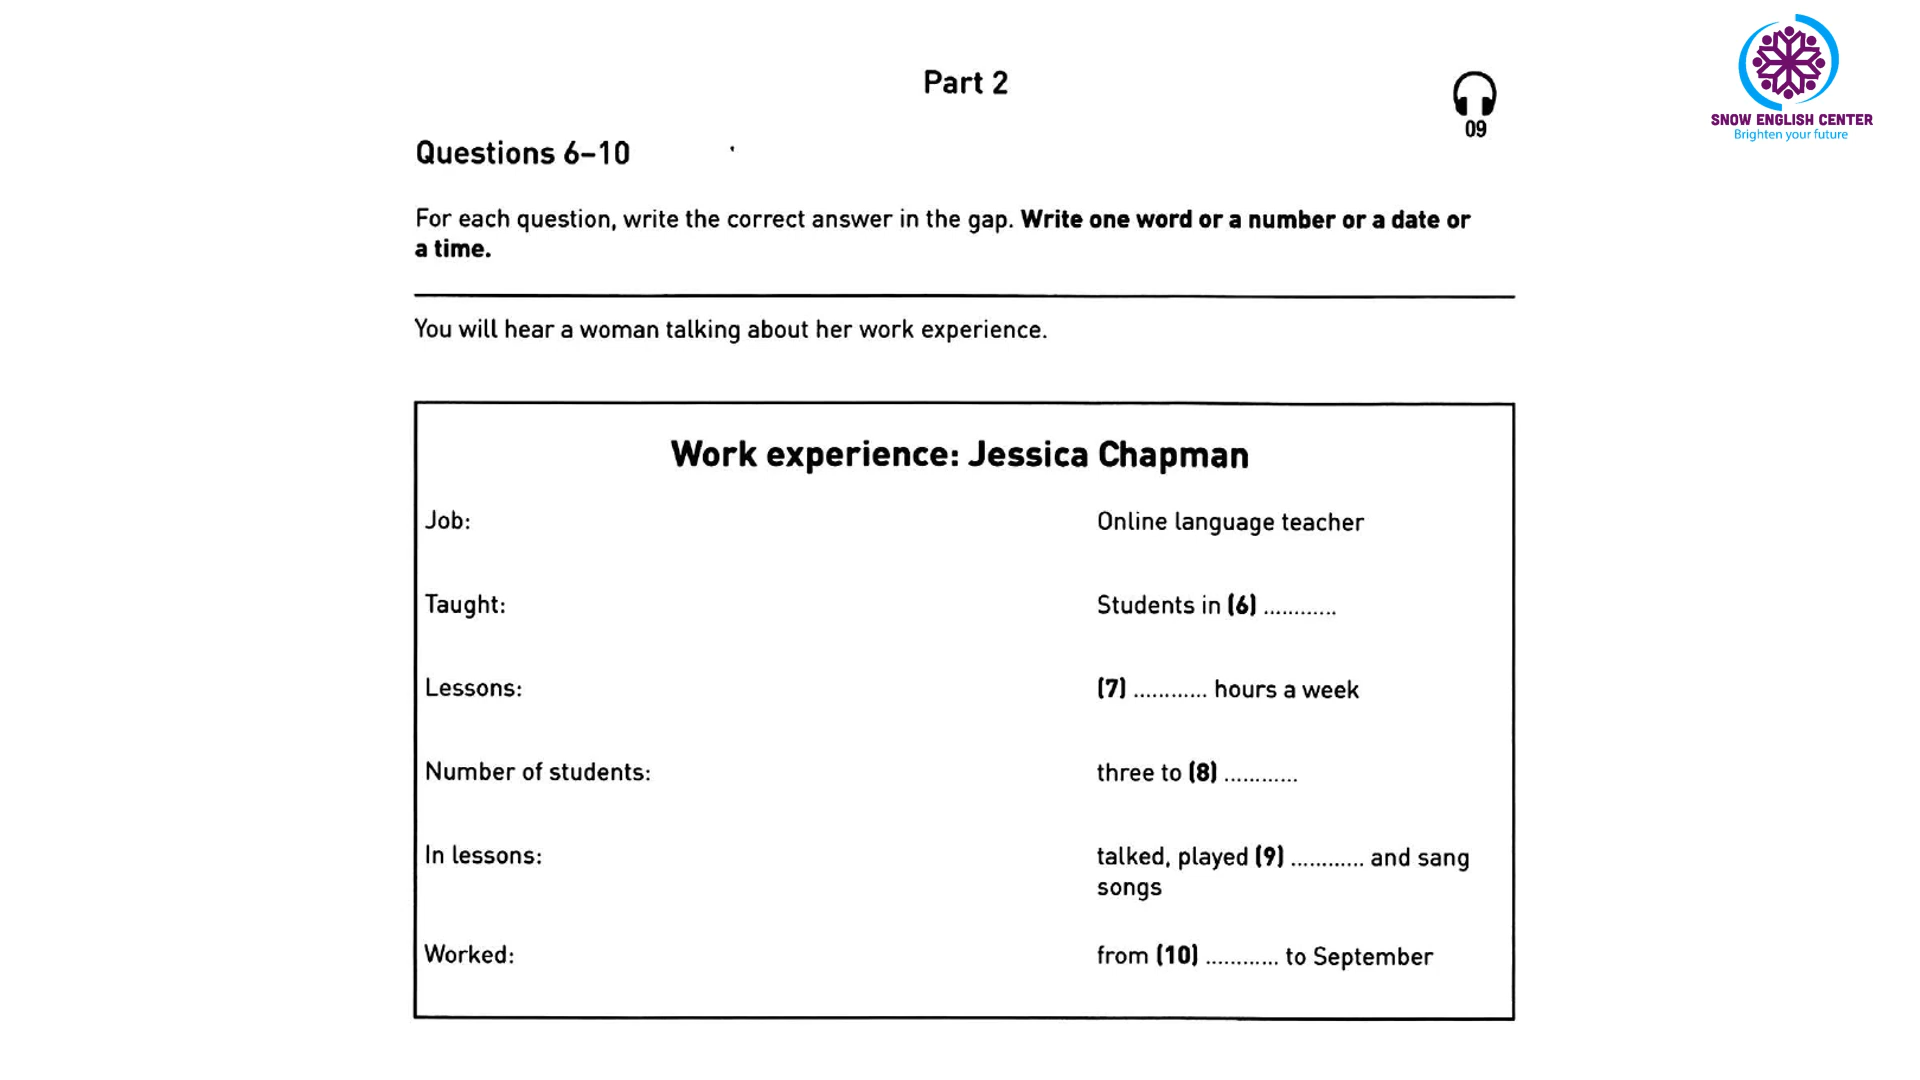 Part 2
09
SNOW ENGLISH CENTER
Brighten your future
Questions 6–10
For each question, write the correct answer in the gap. Write one word or a number or a date or
a time.
You will hear a woman talking about her work experience.
Work experience: Jessica Chapman
Job: Online language teacher
Taught: Students in (6) ............
Lessons: (7) ............ hours a week
Number of students: three to (8) ............
In lessons: talked, played (9) ............ and sang
songs
Worked: from (10) ............ to September